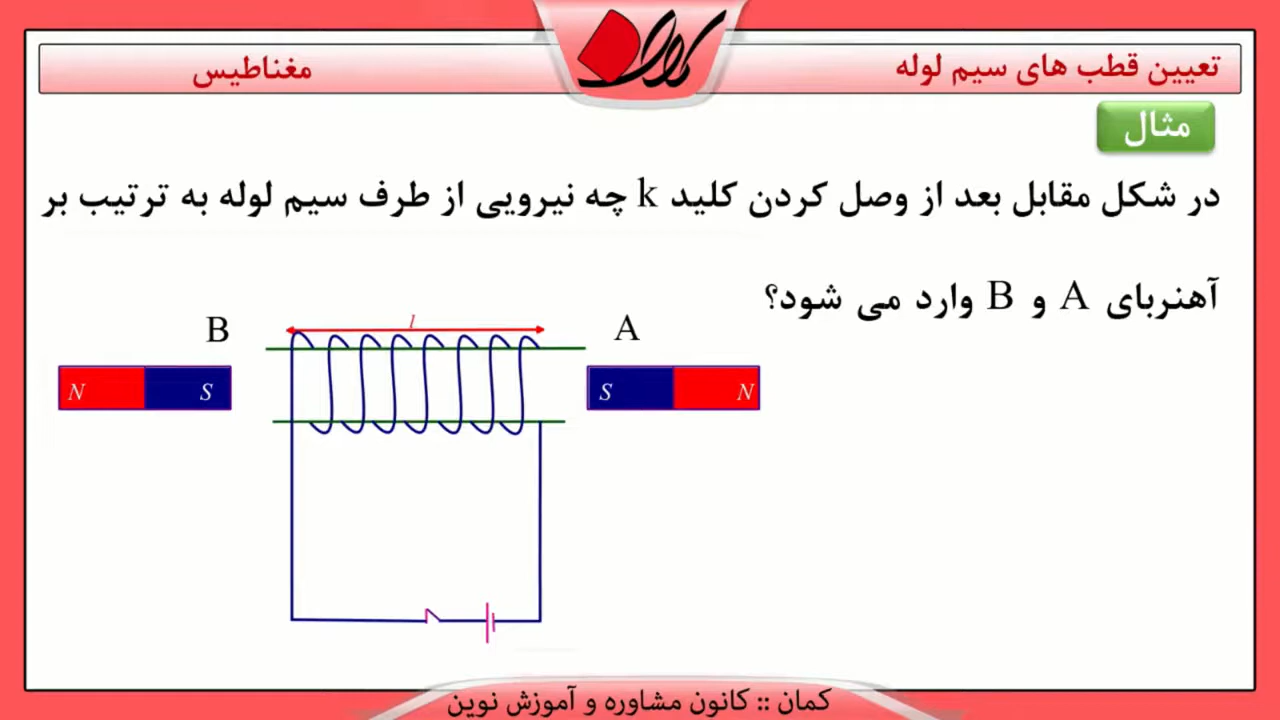 تعیین قطب های سیم لوله
کمان
مغناطیس
مثال
در شکل مقابل بعد از وصل کردن کلید k چه نیرویی از طرف سیم لوله به ترتیب بر
آهنربای A و B وارد می شود؟
B
l
A
N S
S N
کمان :: کانون مشاوره و آموزش نوین